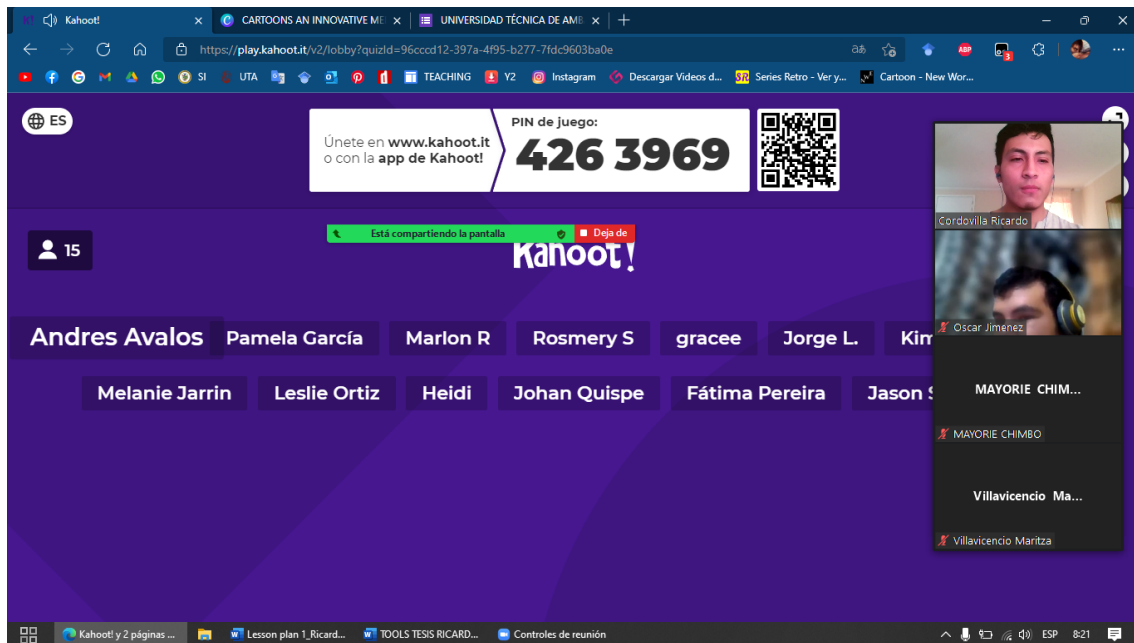 Kahoot!
CARTOONS AN INNOVATIVE ME
UNIVERSIDAD TÉCNICA DE AMB
https://play.kahoot.it/v2/lobby?quizId=96cccd12-397a-4f95-b277-7fdc9603ba0e
SI
UTA
TEACHING
Y2
Instagram
Descargar Videos d...
Series Retro - Ver y...
Cartoon - New Wor...
ES
Únete en www.kahoot.it
o con la app de Kahoot!
PIN de juego:
426 3969
Cordovilla Ricardo
15
Está compartiendo la pantalla
Deja de
Kahoot!
Oscar Jimenez
Andres Avalos
Pamela García
Marlon R
Rosmery S
gracee
Jorge L.
Melanie Jarrin
Leslie Ortiz
Heidi
Johan Quispe
Fátima Pereira
Jason
MAYORIE CHIM...
MAYORIE CHIMBO
Villavicencio Ma...
Villavicencio Maritza
Kahoot! y 2 páginas ...
Lesson plan 1_Ricard...
TOOLS TESIS RICARD...
Controles de reunión
ESP
8:21